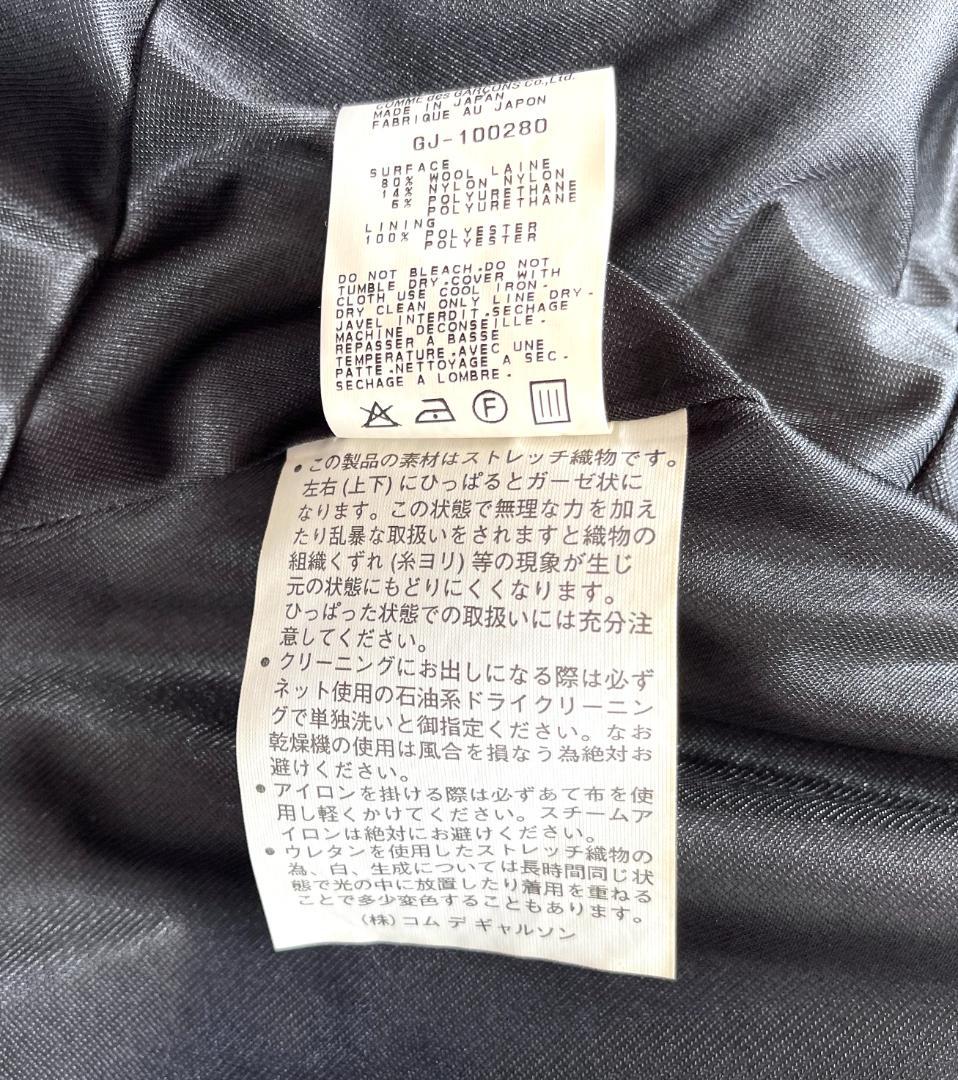 COMME des GARÇONS Co.,Ltd.
MADE IN JAPAN
FABRIQUE AU JAPON
GJ-100280
SURFACE
80% WOOL LAINE
14% NYLON NYLON
6% POLYURETHANE
POLYURETHANE
LINING
100% POLYESTER
POLYESTER
DO NOT BLEACH.DO NOT
TUMBLE DRY.COVER WITH
CLOTH USE COOL IRON.
DRY CLEAN ONLY LINE DRY.
JAVEL INTERDIT.SECHAGE
MACHINE DECONSEILLE.
REPASSER A BASSE
TEMPERATURE.AVEC UNE
PATTE.NETTOYAGE A SEC.
SECHAGE A LOMBRE.
F
•この製品の素材はストレッチ織物です。
左右(上下)にひっぱるとガーゼ状に
なります。この状態で無理な力を加え
たり乱暴な取扱いをされますと織物の
組織くずれ(糸ヨリ)等の現象が生じ
元の状態にもどりにくくなります。
ひっぱった状態での取扱いには充分注
意してください。
•クリーニングにお出しになる際は必ず
ネット使用の石油系ドライクリーニン
グで単独洗いと御指定ください。なお
乾燥機の使用は風合を損なう為絶対お
避けください。
•アイロンを掛ける際は必ずあて布を使
用し軽くかけてください。スチームア
イロンは絶対にお避けください。
•ウレタンを使用したストレッチ織物の
為、白、生成については長時間同じ状
態で光の中に放置したり着用を重ねる
ことで多少変色することもあります。
(株)コム デ ギャルソン